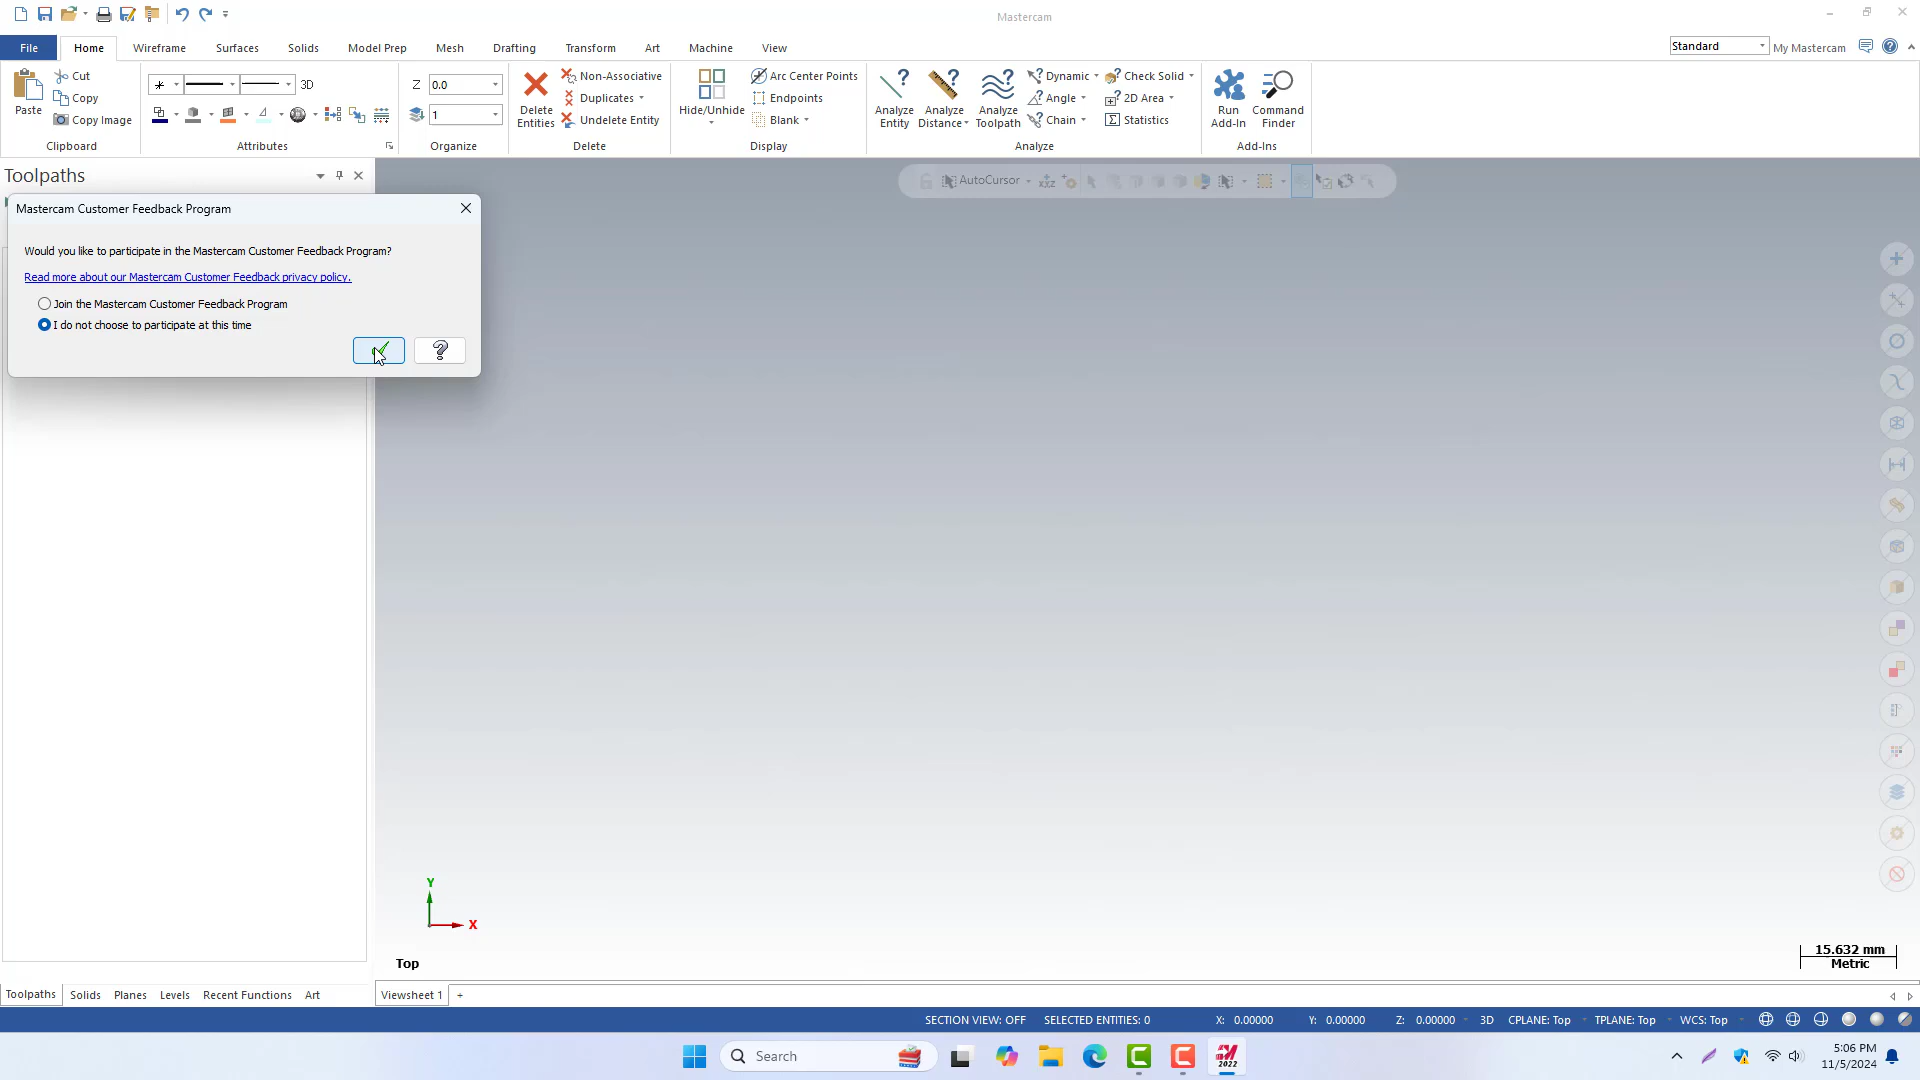 Mastercam
File Home Wireframe Surfaces Solids Model Prep Mesh Drafting Transform Art Machine View Standard My Mastercam
Paste Cut Copy Copy Image
Clipboard
3D
Attributes
Z 0.0
1
Organize
Delete Entities Non-Associative Duplicates Undelete Entity
Delete
Hide/Unhide Arc Center Points Endpoints Blank
Display
Analyze Entity Analyze Distance Analyze Toolpath Dynamic Angle Chain Check Solid 2D Area Statistics
Analyze
Run Add-In Command Finder
Add-Ins
Toolpaths
AutoCursor
Mastercam Customer Feedback Program
Would you like to participate in the Mastercam Customer Feedback Program?
Read more about our Mastercam Customer Feedback privacy policy.
Join the Mastercam Customer Feedback Program
I do not choose to participate at this time
Y
X
Top
15.632 mm
Metric
Toolpaths Solids Planes Levels Recent Functions Art Viewsheet 1 +
SECTION VIEW: OFF SELECTED ENTITIES: 0 X: 0.00000 Y: 0.00000 Z: 0.00000 3D CPLANE: Top TPLANE: Top WCS: Top
Search 2022 5:06 PM
11/5/2024